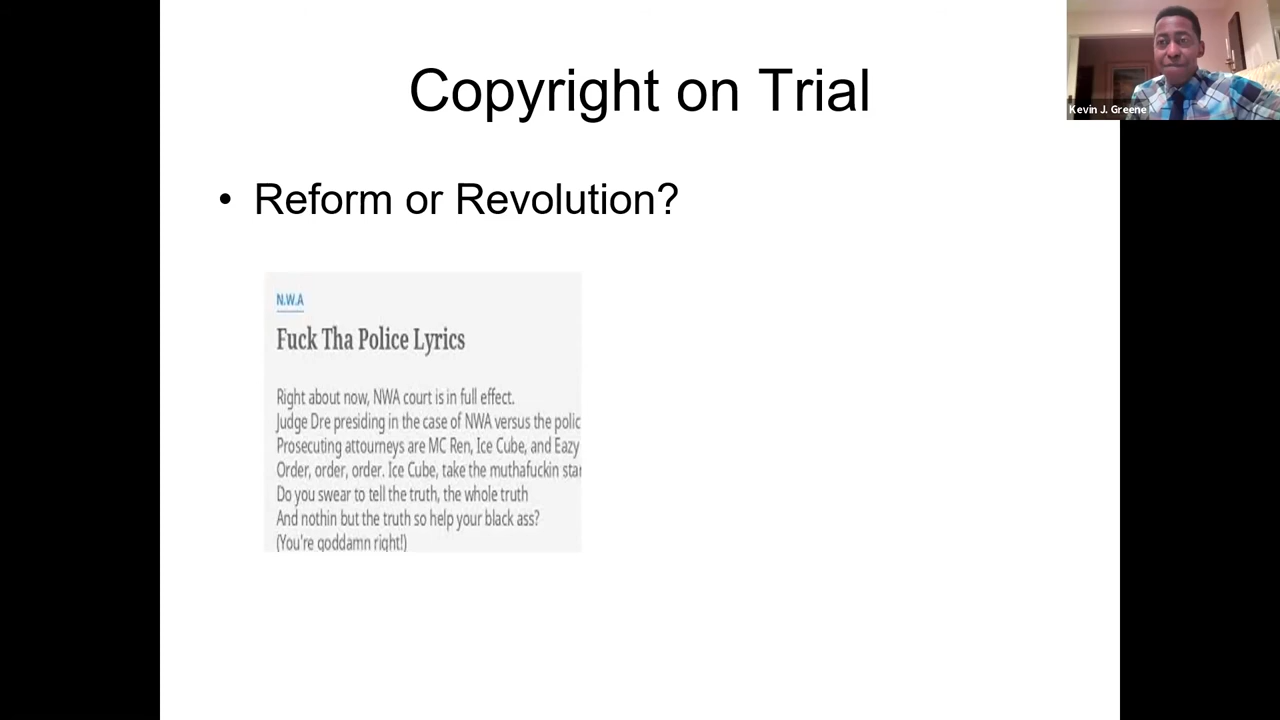 Copyright on Trial
Kevin J. Greene
• Reform or Revolution?
N.W.A
Fuck Tha Police Lyrics
Right about now, NWA court is in full effect.
Judge Dre presiding in the case of NWA versus the polic
Prosecuting attourneys are MC Ren, Ice Cube, and Eazy
Order, order, order. Ice Cube, take the muthafuckin star
Do you swear to tell the truth, the whole truth
And nothin but the truth so help your black ass?
(You're goddamn right!)